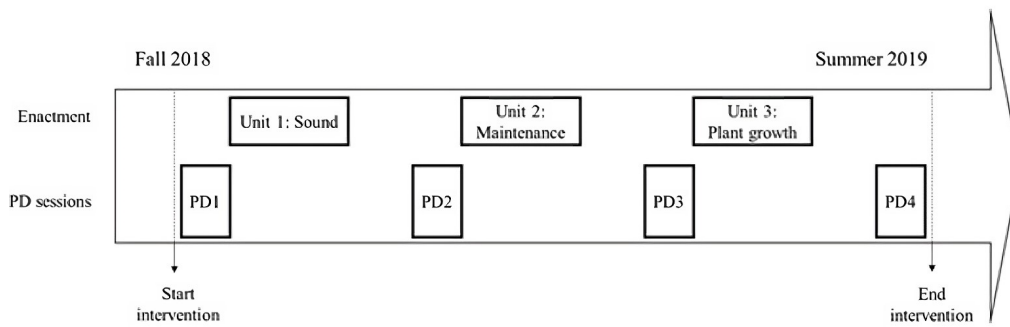 Fall 2018
Summer 2019
Enactment
Unit 1: Sound
Unit 2:
Maintenance
Unit 3:
Plant growth
PD sessions
PD1
PD2
PD3
PD4
Start
intervention
End
intervention